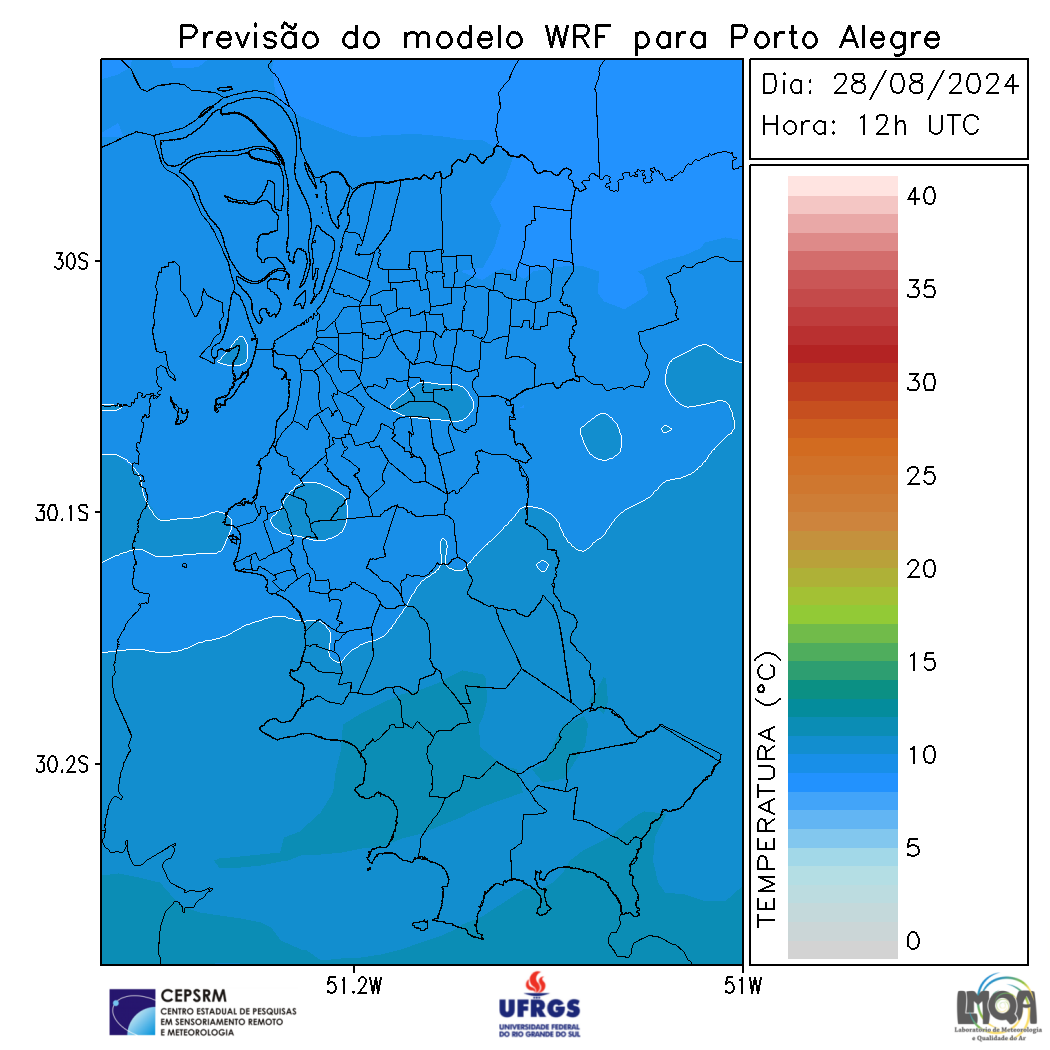 Previsão do modelo WRF para Porto Alegre
Dia: 28/08/2024
Hora: 12h UTC
40
35
30
25
20
15
10
5
0
TEMPERATURA (°C)
30S
30.1S
30.2S
51.2W
51W
CEPSRM
CENTRO ESTADUAL DE PESQUISAS
EM SENSORIAMENTO REMOTO
E METEOROLOGIA
UFRGS
UNIVERSIDADE FEDERAL
DO RIO GRANDE DO SUL
LMQA
Laboratório de Meteorologia
e Qualidade do Ar